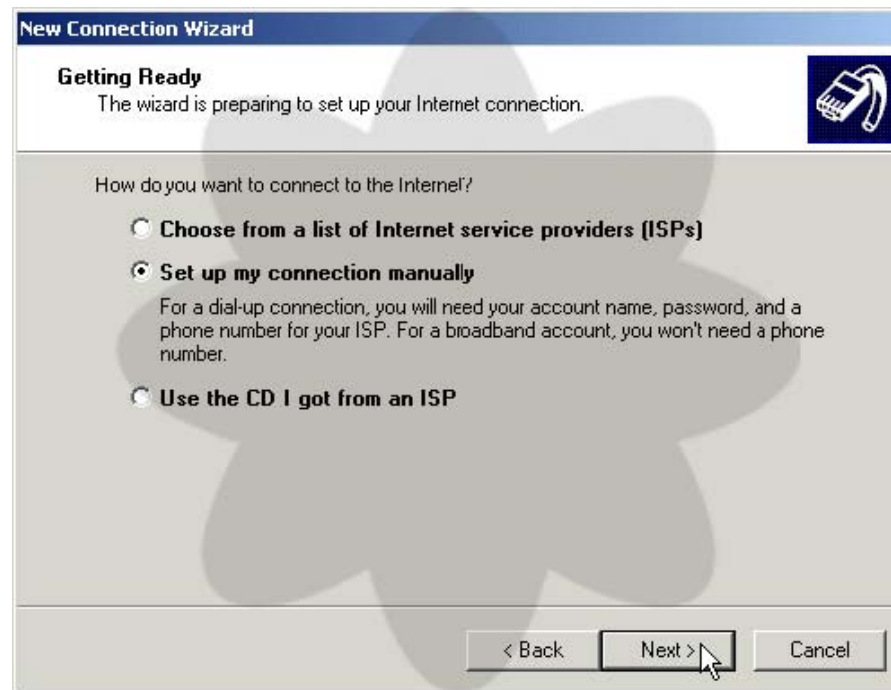 New Connection Wizard
Getting Ready
The wizard is preparing to set up your Internet connection.
How do you want to connect to the Internet?
Choose from a list of Internet service providers (ISPs)
Set up my connection manually
For a dial-up connection, you will need your account name, password, and a
phone number for your ISP. For a broadband account, you won't need a phone
number.
Use the CD I got from an ISP
< Back Next > Cancel